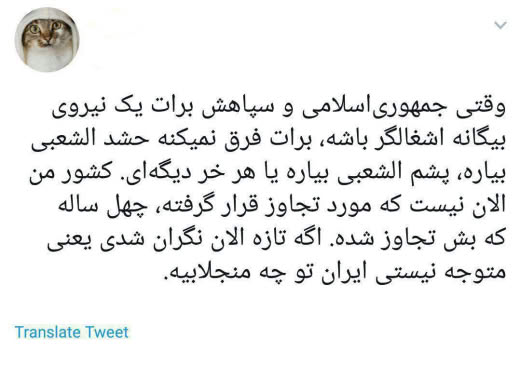 وقتی جمهوری‌اسلامی و سپاهش برات یک نیروی
بیگانه اشغالگر باشه، برات فرق نمیکنه حشد الشعبی
بیاره، پشم الشعبی بیاره یا هر خر دیگه‌ای. کشور من
الان نیست که مورد تجاوز قرار گرفته، چهل ساله
که بش تجاوز شده. اگه تازه الان نگران شدی یعنی
متوجه نیستی ایران تو چه منجلابیه.
Translate Tweet